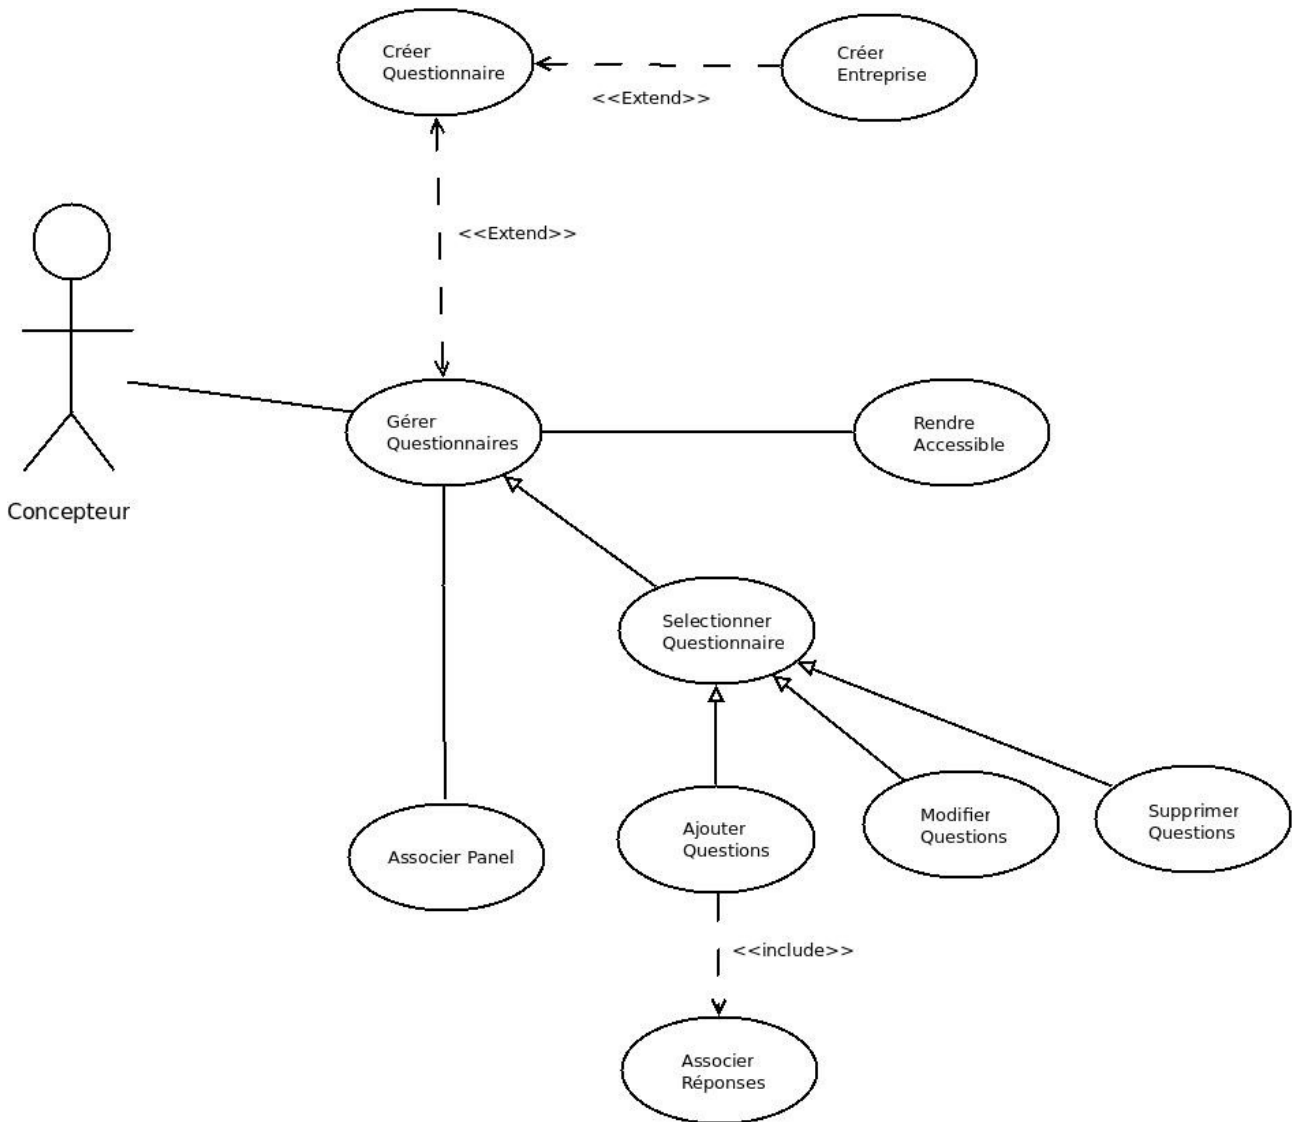 Créer
Questionnaire
Créer
Entreprise
<<Extend>>
<<Extend>>
Concepteur
Gérer
Questionnaires
Rendre
Accessible
Selectionner
Questionnaire
Associer Panel
Ajouter
Questions
Modifier
Questions
Supprimer
Questions
<<include>>
Associer
Réponses